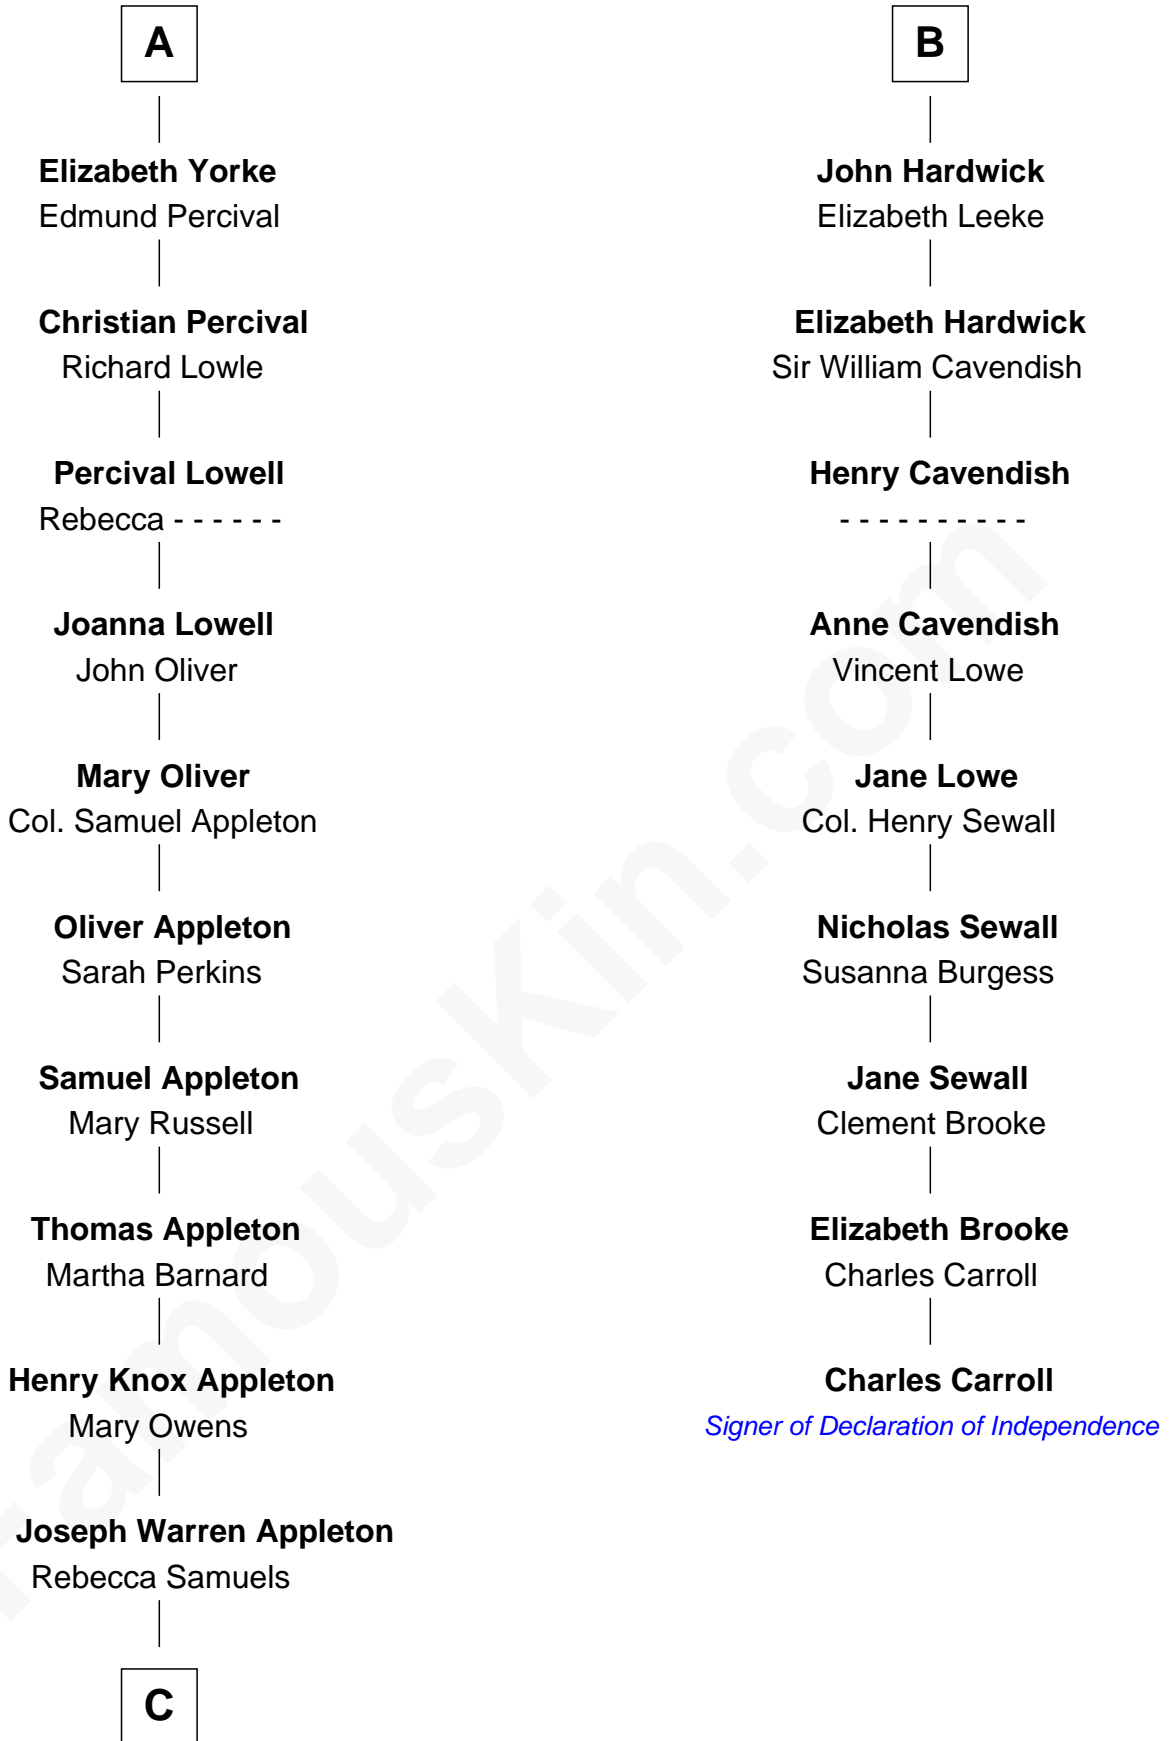 A
Elizabeth Yorke
Edmund Percival
Christian Percival
Richard Lowle
Percival Lowell
Rebecca - - - - - -
Joanna Lowell
John Oliver
Mary Oliver
Col. Samuel Appleton
Oliver Appleton
Sarah Perkins
Samuel Appleton
Mary Russell
Thomas Appleton
Martha Barnard
Henry Knox Appleton
Mary Owens
Joseph Warren Appleton
Rebecca Samuels
C
B
John Hardwick
Elizabeth Leeke
Elizabeth Hardwick
Sir William Cavendish
Henry Cavendish
- - - - - - - - - -
Anne Cavendish
Vincent Lowe
Jane Lowe
Col. Henry Sewall
Nicholas Sewall
Susanna Burgess
Jane Sewall
Clement Brooke
Elizabeth Brooke
Charles Carroll
Charles Carroll
Signer of Declaration of Independence
FamousKin.com